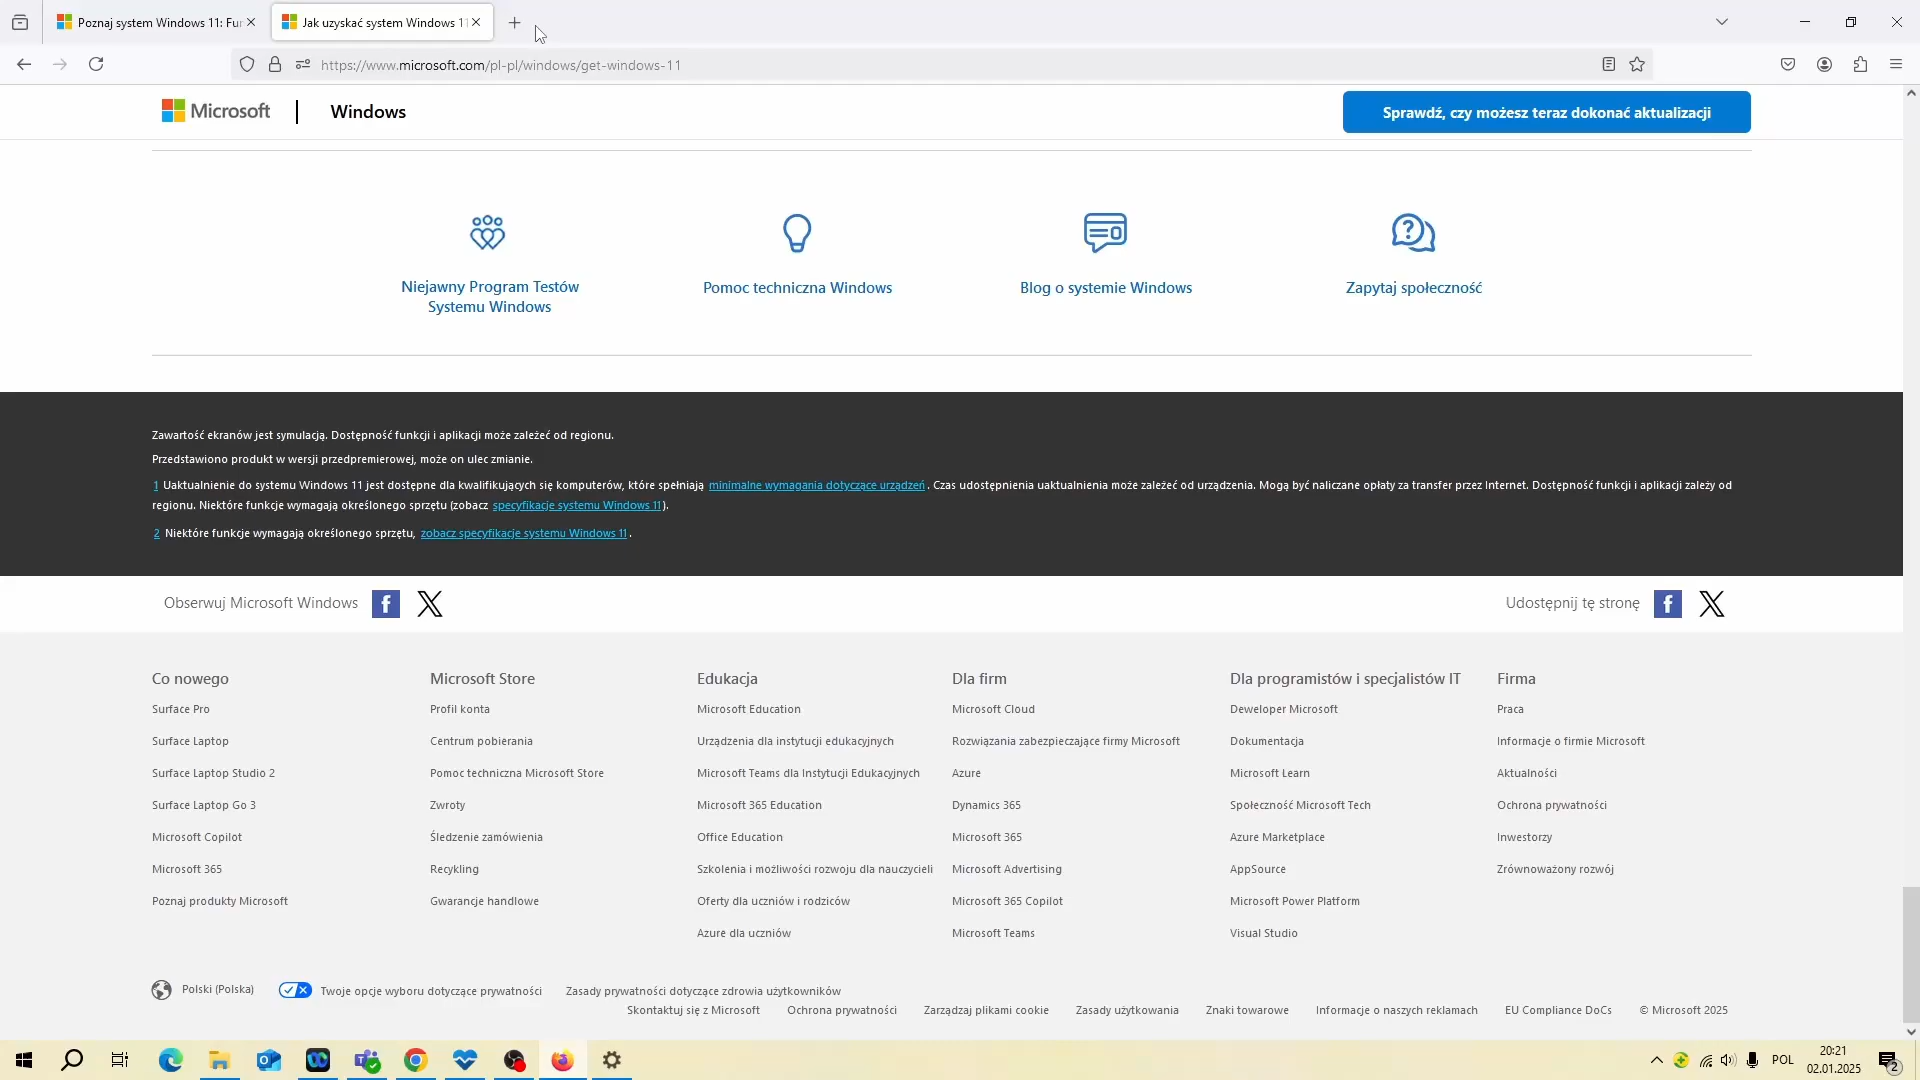 Poznaj system Windows 11: Fur
Jak uzyskać system Windows 11
https://www.microsoft.com/pl-pl/windows/get-windows-11
Microsoft
Windows
Sprawdź, czy możesz teraz dokonać aktualizacji
Niejawny Program Testów
Systemu Windows
Pomoc techniczna Windows
Blog o systemie Windows
Zapytaj społeczność
Zawartość ekranów jest symulacją. Dostępność funkcji i aplikacji może zależeć od regionu.
Przedstawiono produkt w wersji przedpremierowej, może on ulec zmianie.
1 Uaktualnienie do systemu Windows 11 jest dostępne dla kwalifikujących się komputerów, które spełniają minimalne wymagania dotyczące urządzeń. Czas udostępnienia uaktualnienia może zależeć od urządzenia. Mogą być naliczane opłaty za transfer przez Internet. Dostępność funkcji i aplikacji zależy od
regionu. Niektóre funkcje wymagają określonego sprzętu (zobacz specyfikacje systemu Windows 11).
2 Niektóre funkcje wymagają określonego sprzętu, zobacz specyfikacje systemu Windows 11.
Obserwuj Microsoft Windows
Udostępnij tę stronę
Co nowego
Surface Pro
Surface Laptop
Surface Laptop Studio 2
Surface Laptop Go 3
Microsoft Copilot
Microsoft 365
Poznaj produkty Microsoft
Microsoft Store
Profil konta
Centrum pobierania
Pomoc techniczna Microsoft Store
Zwroty
Śledzenie zamówienia
Recykling
Gwarancje handlowe
Edukacja
Microsoft Education
Urządzenia dla instytucji edukacyjnych
Microsoft Teams dla Instytucji Edukacyjnych
Microsoft 365 Education
Office Education
Szkolenia i możliwości rozwoju dla nauczycieli
Oferty dla uczniów i rodziców
Azure dla uczniów
Dla firm
Microsoft Cloud
Rozwiązania zabezpieczające firmy Microsoft
Azure
Dynamics 365
Microsoft 365
Microsoft Advertising
Microsoft 365 Copilot
Microsoft Teams
Dla programistów i specjalistów IT
Deweloper Microsoft
Dokumentacja
Microsoft Learn
Społeczność Microsoft Tech
Azure Marketplace
AppSource
Microsoft Power Platform
Visual Studio
Firma
Praca
Informacje o firmie Microsoft
Aktualności
Ochrona prywatności
Inwestorzy
Zrównoważony rozwój
Polski (Polska)
Twoje opcje wyboru dotyczące prywatności
Zasady prywatności dotyczące zdrowia użytkowników
Skontaktuj się z Microsoft
Ochrona prywatności
Zarządzaj plikami cookie
Zasady użytkowania
Znaki towarowe
Informacje o naszych reklamach
EU Compliance DoCs
© Microsoft 2025
POL
20:21
02.01.2025
2